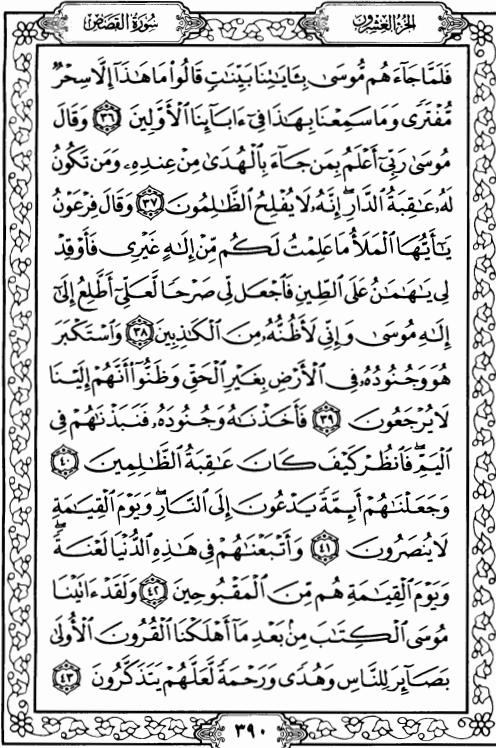 الجزء العشرون
سورة القصص
فَلَمَّا جَآءَهُم مُّوسَىٰ بِـَٔايَٰتِنَا بَيِّنَٰتٖ قَالُواْ مَا هَٰذَآ إِلَّا سِحۡرٞ
مُّفۡتَرٗى وَمَا سَمِعۡنَا بِهَٰذَا فِيٓ ءَابَآئِنَا ٱلۡأَوَّلِينَ ٣٦ وَقَالَ
مُوسَىٰ رَبِّيٓ أَعۡلَمُ بِمَن جَآءَ بِٱلۡهُدَىٰ مِنۡ عِندِهِۦ وَمَن تَكُونُ
لَهُۥ عَٰقِبَةُ ٱلدَّارِۚ إِنَّهُۥ لَا يُفۡلِحُ ٱلظَّٰلِمُونَ ٣٧ وَقَالَ فِرۡعَوۡنُ
يَٰٓأَيُّهَا ٱلۡمَلَأُ مَا عَلِمۡتُ لَكُم مِّنۡ إِلَٰهٍ غَيۡرِي فَأَوۡقِدۡ
لِي يَٰهَٰمَٰنُ عَلَى ٱلطِّينِ فَٱجۡعَل لِّي صَرۡحٗا لَّعَلِّيٓ أَطَّلِعُ إِلَىٰٓ
إِلَٰهِ مُوسَىٰ وَإِنِّي لَأَظُنُّهُۥ مِنَ ٱلۡكَٰذِبِينَ ٣٨ وَٱسۡتَكۡبَرَ
هُوَ وَجُنُودُهُۥ فِي ٱلۡأَرۡضِ بِغَيۡرِ ٱلۡحَقِّ وَظَنُّوٓاْ أَنَّهُمۡ إِلَيۡنَا
لَا يُرۡجَعُونَ ٣٩ فَأَخَذۡنَٰهُ وَجُنُودَهُۥ فَنَبَذۡنَٰهُمۡ فِي
ٱلۡيَمِّۖ فَٱنظُرۡ كَيۡفَ كَانَ عَٰقِبَةُ ٱلظَّٰلِمِينَ ٤٠
وَجَعَلۡنَٰهُمۡ أَئِمَّةٗ يَدۡعُونَ إِلَى ٱلنَّارِۖ وَيَوۡمَ ٱلۡقِيَٰمَةِ
لَا يُنصَرُونَ ٤١ وَأَتۡبَعۡنَٰهُمۡ فِي هَٰذِهِ ٱلدُّنۡيَا لَعۡنَةٗۖ
وَيَوۡمَ ٱلۡقِيَٰمَةِ هُم مِّنَ ٱلۡمَقۡبُوحِينَ ٤٢ وَلَقَدۡ ءَاتَيۡنَا
مُوسَى ٱلۡكِتَٰبَ مِنۢ بَعۡدِ مَآ أَهۡلَكۡنَا ٱلۡقُرُونَ ٱلۡأُولَىٰ
بَصَآئِرَ لِلنَّاسِ وَهُدٗى وَرَحۡمَةٗ لَّعَلَّهُمۡ يَتَذَكَّرُونَ ٤٣
٣٩٠